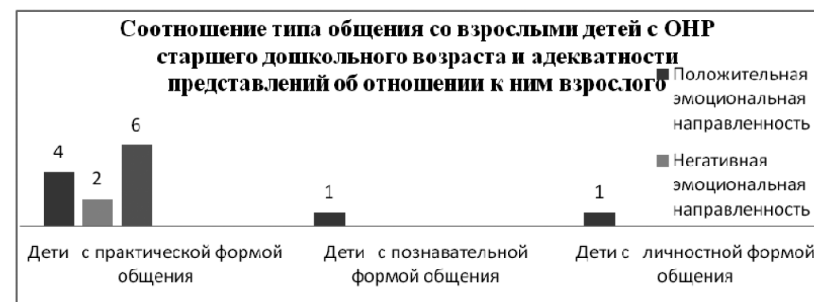 Соотношение типа общения со взрослыми детей с ОНР
старшего дошкольного возраста и адекватности
представлений об отношении к ним взрослого
Положительная
эмоциональная
направленность
Негативная
эмоциональная
направленность
4
2
6
1
1
Дети с практической формой
общения
Дети с познавательной
формой общения
Дети с личностной формой
общения